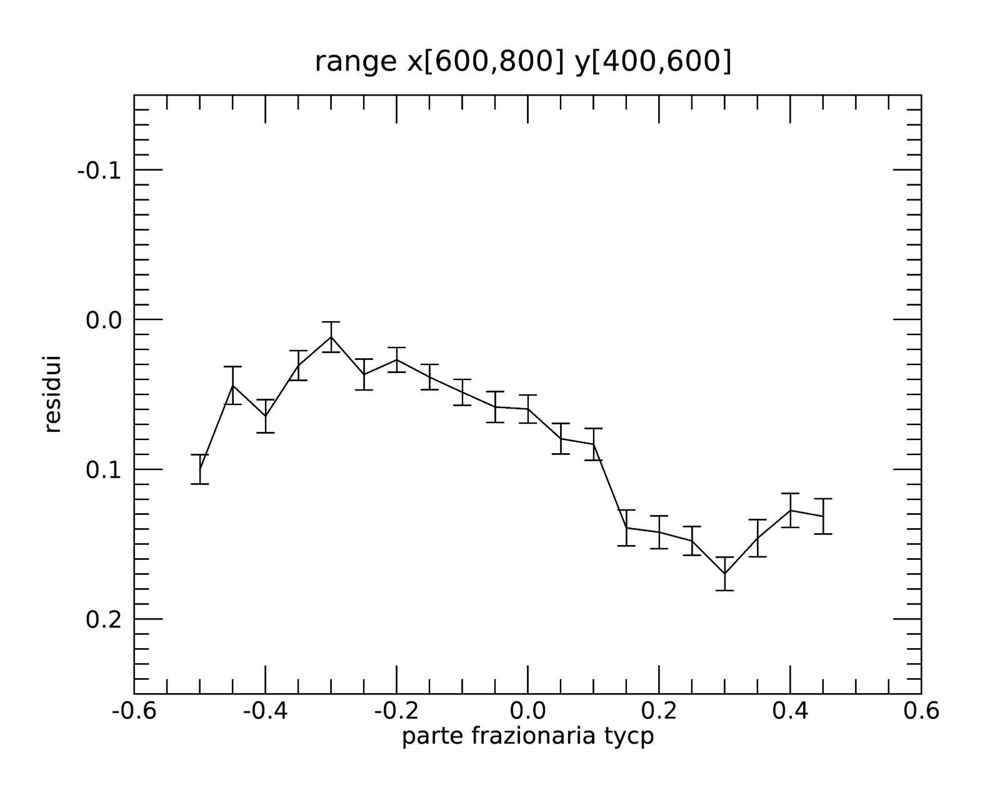 range x[600,800] y[400,600]
-0.1
0.0
0.1
0.2
residui
-0.6 -0.4 -0.2 0.0 0.2 0.4 0.6
parte frazionaria tycp